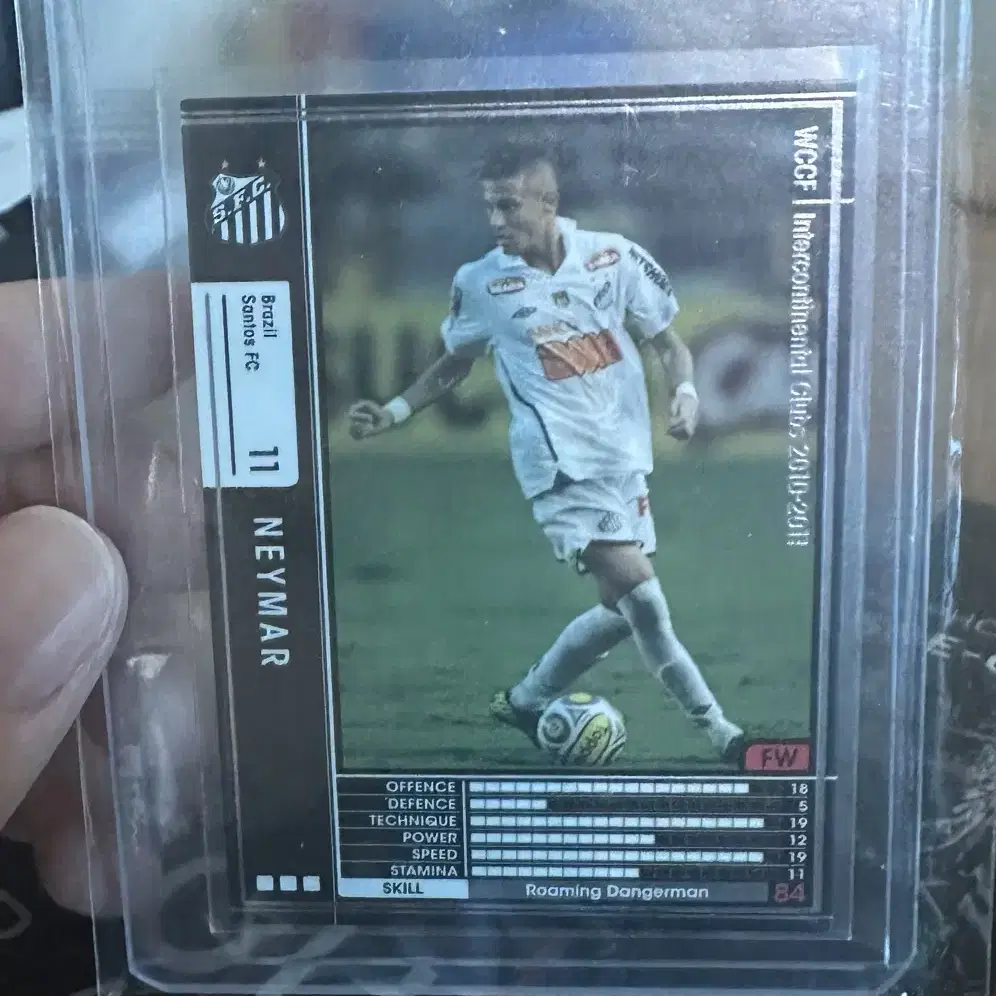 WCCF | Intercontinental Clubs 2010-2011
S.F.C.
Brazil
Santos FC
11
NEYMAR
FW
OFFENCE 18
DEFENCE 5
TECHNIQUE 19
POWER 12
SPEED 19
STAMINA 11
SKILL Roaming Dangerman 84